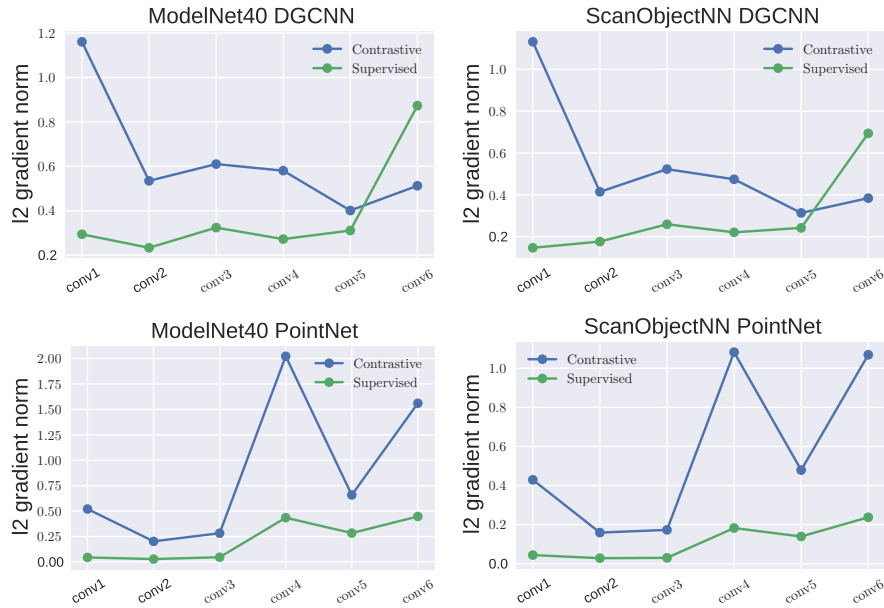 ModelNet40 DGCNN
l2 gradient norm
1.2
1.0
0.8
0.6
0.4
0.2
Contrastive
Supervised
conv1
conv2
conv3
conv4
conv5
conv6
ScanObjectNN DGCNN
l2 gradient norm
1.0
0.8
0.6
0.4
0.2
Contrastive
Supervised
conv1
conv2
conv3
conv4
conv5
conv6
ModelNet40 PointNet
l2 gradient norm
2.00
1.75
1.50
1.25
1.00
0.75
0.50
0.25
0.00
Contrastive
Supervised
conv1
conv2
conv3
conv4
conv5
conv6
ScanObjectNN PointNet
l2 gradient norm
1.0
0.8
0.6
0.4
0.2
0.0
Contrastive
Supervised
conv1
conv2
conv3
conv4
conv5
conv6